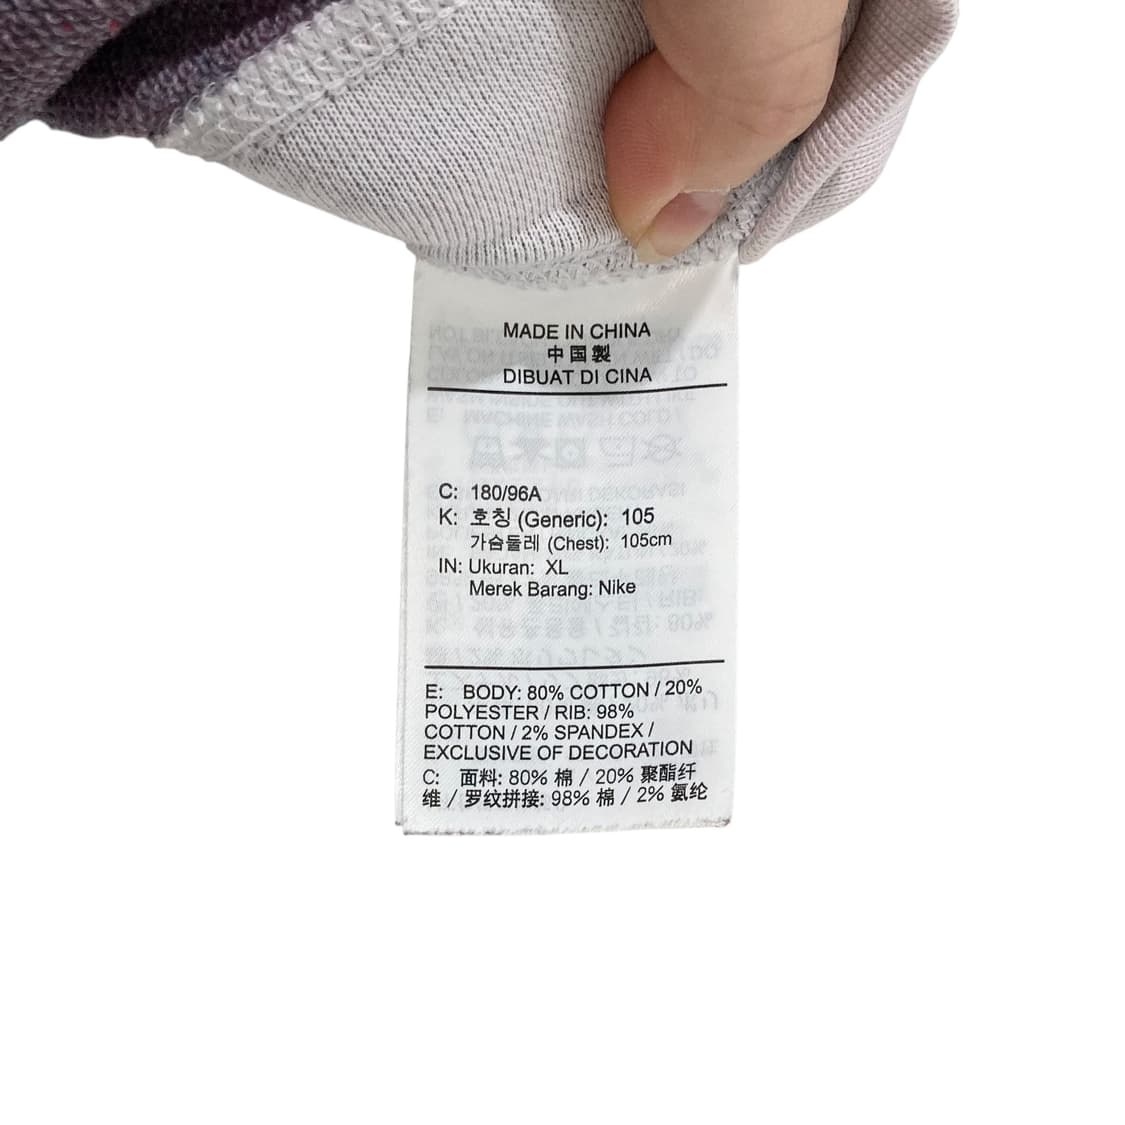 MADE IN CHINA
中国製
DIBUAT DI CINA
C: 180/96A
K: 호칭 (Generic): 105
가슴둘레 (Chest): 105cm
IN: Ukuran: XL
Merek Barang: Nike
E: BODY: 80% COTTON / 20%
POLYESTER / RIB: 98%
COTTON / 2% SPANDEX /
EXCLUSIVE OF DECORATION
C: 面料: 80% 棉 / 20% 聚酯纤
维 / 罗纹拼接: 98% 棉 / 2% 氨纶